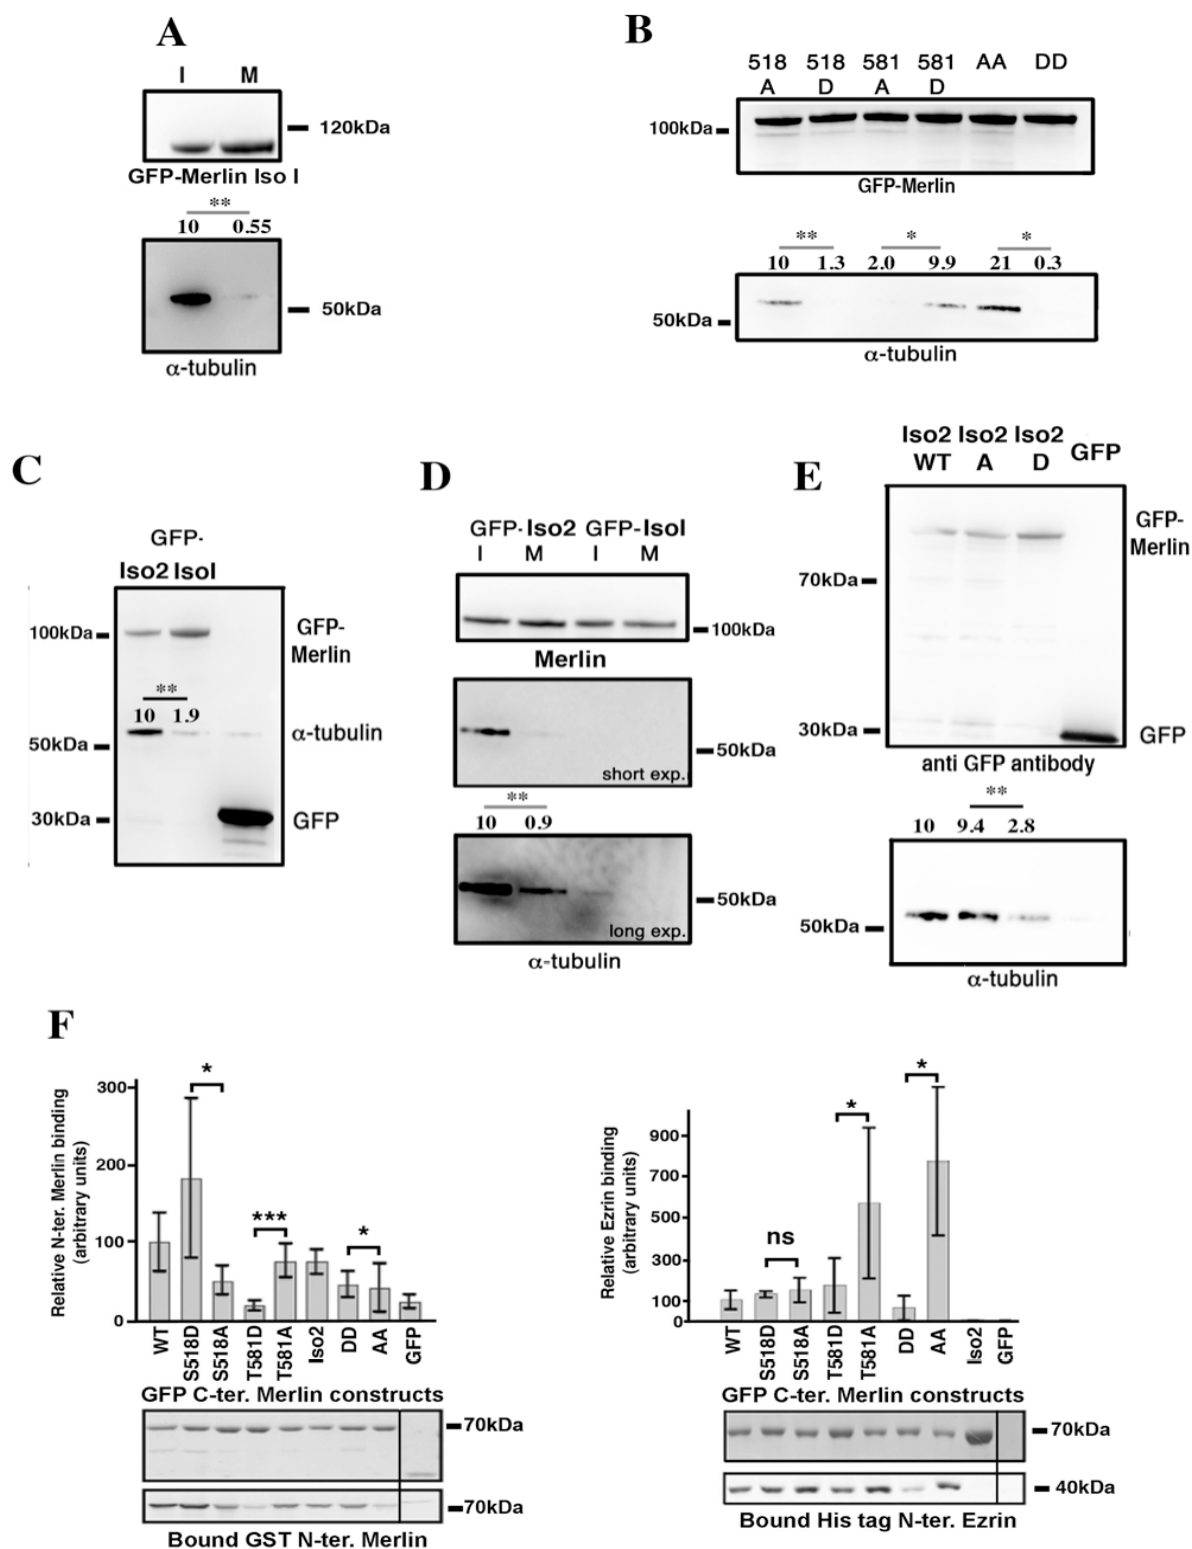 A
I M
120kDa
GFP-Merlin Iso I
**
10 0.55
50kDa
α-tubulin
B
518 518 581 581 AA DD
A D A D
100kDa
GFP-Merlin
** * *
10 1.3 2.0 9.9 21 0.3
50kDa
α-tubulin
C
GFP-
Iso2 IsoI
100kDa
GFP-
Merlin
**
10 1.9
α-tubulin
50kDa
30kDa
GFP
D
GFP-Iso2 GFP-IsoI
I M I M
100kDa
Merlin
50kDa
short exp.
**
10 0.9
50kDa
long exp.
α-tubulin
E
Iso2 Iso2 Iso2 GFP
WT A D
GFP-
Merlin
70kDa
30kDa
GFP
anti GFP antibody
**
10 9.4 2.8
50kDa
α-tubulin
F
Relative N-ter. Merlin binding
(arbitrary units)
300
200
100
0
*
***
*
WT S518D S518A T581D T581A Iso2 DD AA GFP
GFP C-ter. Merlin constructs
70kDa
70kDa
Bound GST N-ter. Merlin
Relative Ezrin binding
(arbitrary units)
900
700
500
300
100
0
ns
*
*
WT S518D S518A T581D T581A DD AA Iso2 GFP
GFP C-ter. Merlin constructs
70kDa
40kDa
Bound His tag N-ter. Ezrin